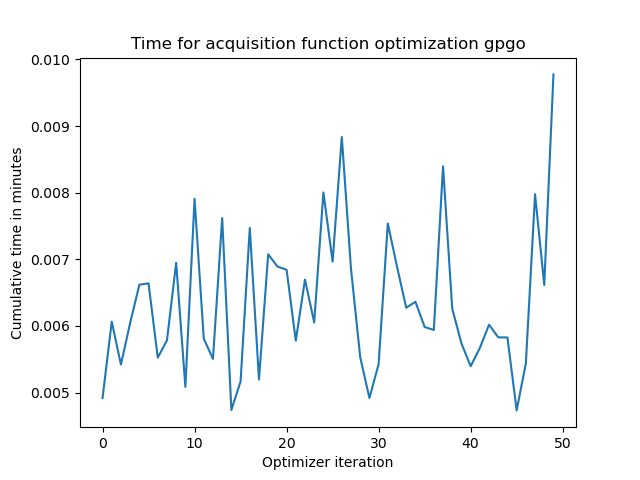 Time for acquisition function optimization gpgo
Cumulative time in minutes
0.010
0.009
0.008
0.007
0.006
0.005
0 10 20 30 40 50
Optimizer iteration